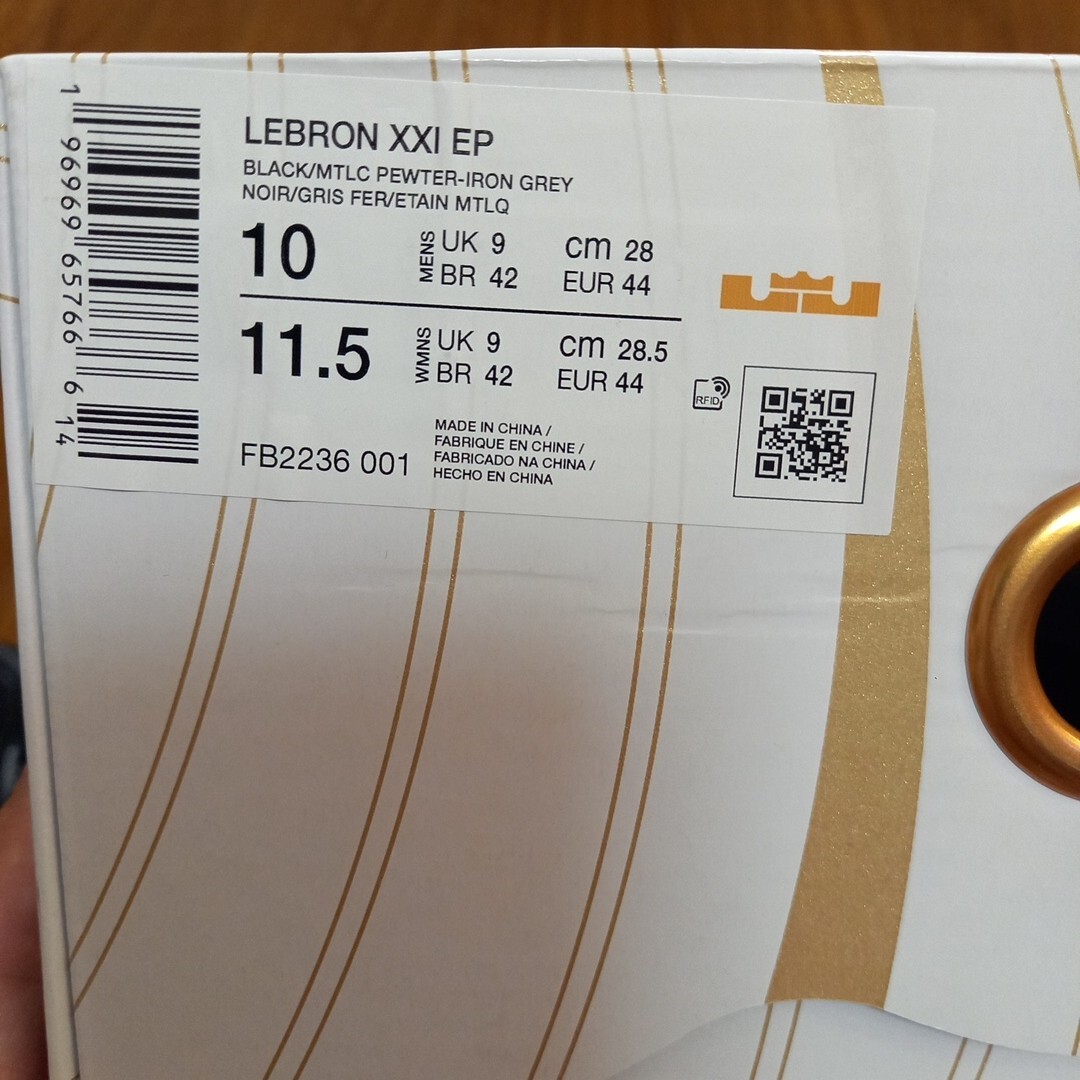 LEBRON XXI EP
BLACK/MTLC PEWTER-IRON GREY
NOIR/GRIS FER/ETAIN MTLQ
10 MENS UK 9 cm 28
BR 42 EUR 44
11.5 WMNS UK 9 cm 28.5
BR 42 EUR 44
RFID
FB2236 001
MADE IN CHINA /
FABRIQUE EN CHINE /
FABRICADO NA CHINA /
HECHO EN CHINA
1 96969 65766 6 14